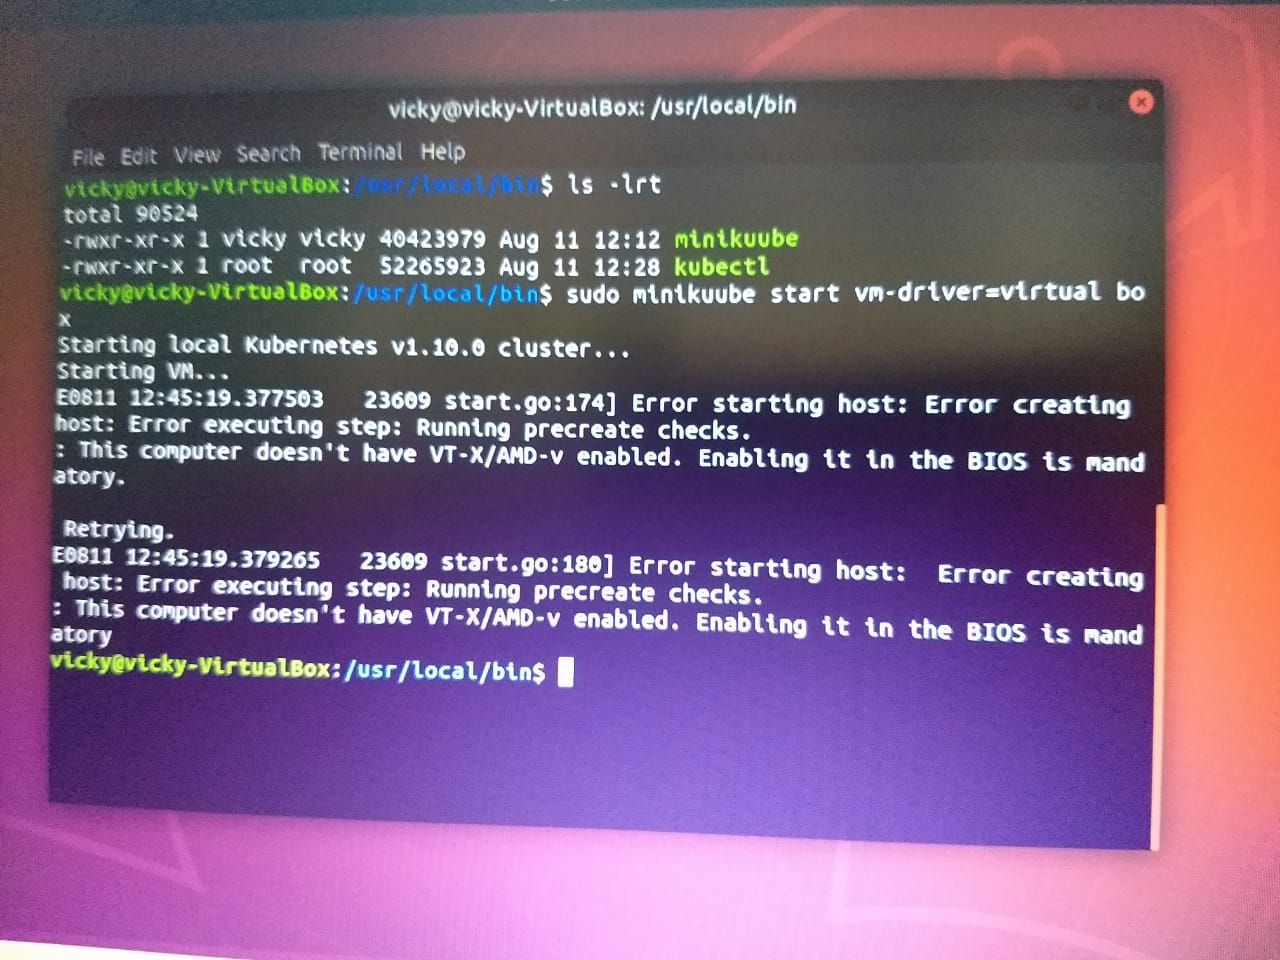 vicky@vicky-VirtualBox: /usr/local/bin
File Edit View Search Terminal Help
vicky@vicky-VirtualBox:/usr/local/bin$ ls -lrt
total 90524
-rwxr-xr-x 1 vicky vicky 40423979 Aug 11 12:12 minikuube
-rwxr-xr-x 1 root  root  52265923 Aug 11 12:28 kubectl
vicky@vicky-VirtualBox:/usr/local/bin$ sudo minikuube start vm-driver=virtual bo
x
Starting local Kubernetes v1.10.0 cluster...
Starting VM...
E0811 12:45:19.377503   23609 start.go:174] Error starting host: Error creating
host: Error executing step: Running precreate checks.
: This computer doesn't have VT-X/AMD-v enabled. Enabling it in the BIOS is mand
atory.
Retrying.
E0811 12:45:19.379265   23609 start.go:180] Error starting host:  Error creating
host: Error executing step: Running precreate checks.
: This computer doesn't have VT-X/AMD-v enabled. Enabling it in the BIOS is mand
atory
vicky@vicky-VirtualBox:/usr/local/bin$